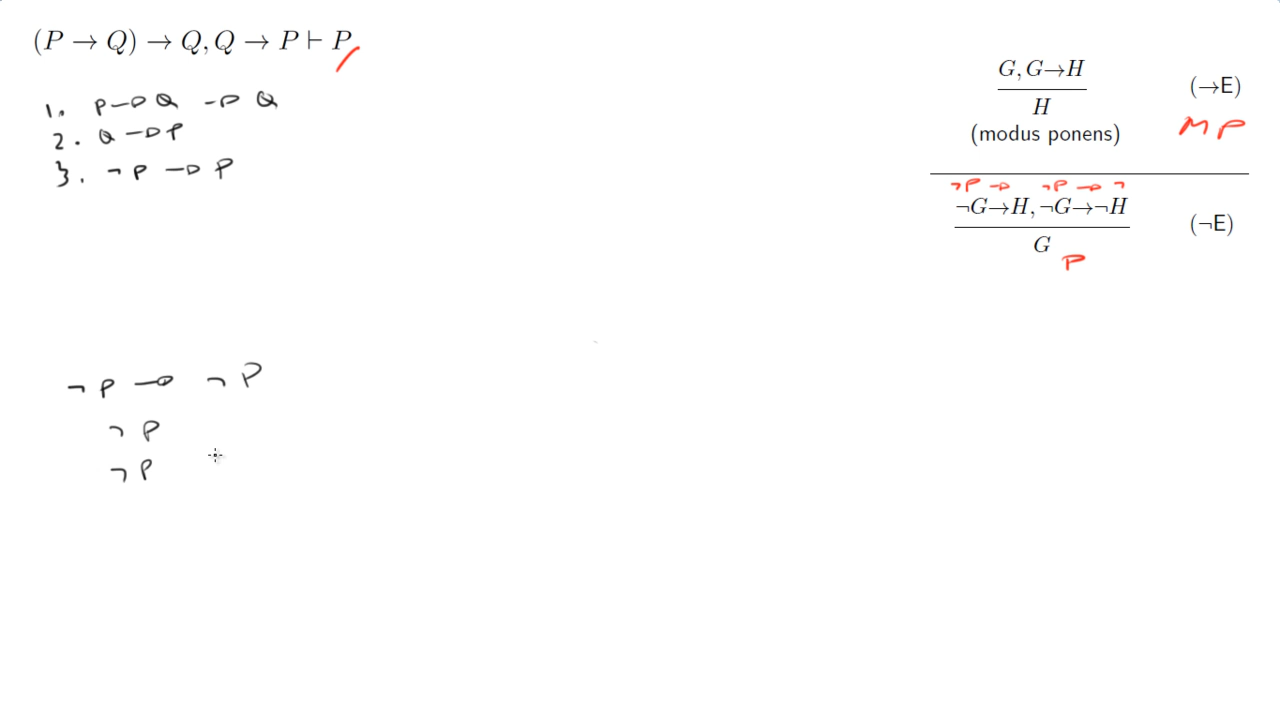 (P → Q) → Q, Q → P ⊢ P
1. P → Q → Q
2. Q → P
3. ¬P → P
¬P → ¬P
¬P
¬P
G, G→H
H
(→E)
(modus ponens)
MP
¬P → ¬P → ¬
¬G→H, ¬G→¬H
G
(¬E)
P